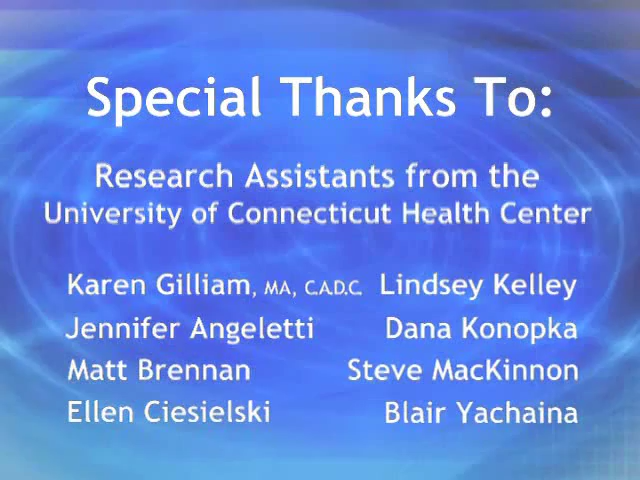 Special Thanks To:
Research Assistants from the
University of Connecticut Health Center
Karen Gilliam, MA, C.A.D.C. Lindsey Kelley
Jennifer Angeletti Dana Konopka
Matt Brennan Steve MacKinnon
Ellen Ciesielski Blair Yachaina